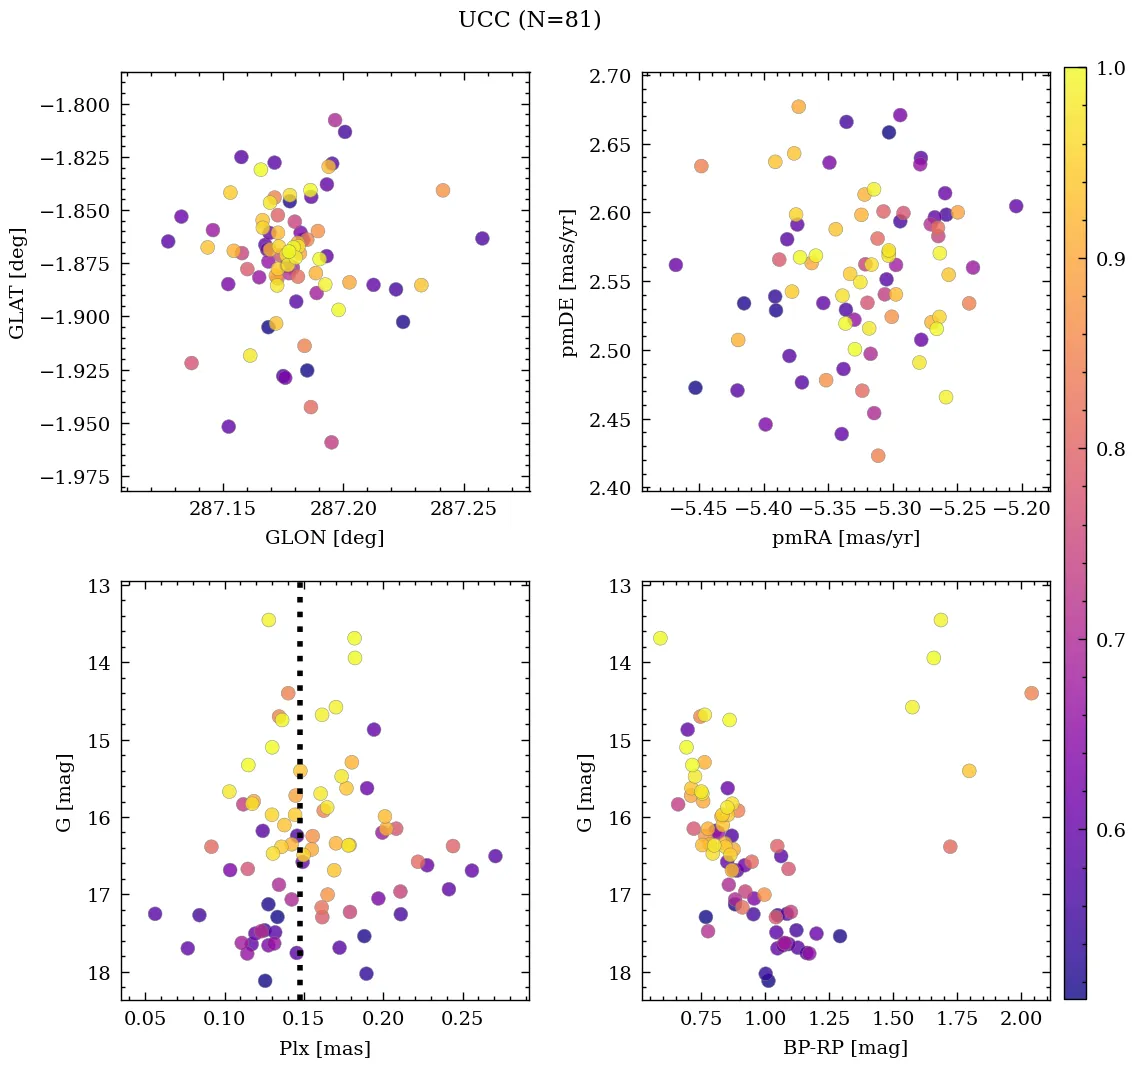 UCC (N=81)
−1.800
−1.825
−1.850
−1.875
−1.900
−1.925
−1.950
−1.975
GLAT [deg]
287.15 287.20 287.25
GLON [deg]
2.70
2.65
2.60
2.55
2.50
2.45
2.40
pmDE [mas/yr]
−5.45 −5.40 −5.35 −5.30 −5.25 −5.20
pmRA [mas/yr]
1.0
0.9
0.8
0.7
0.6
13
14
15
16
17
18
G [mag]
0.05 0.10 0.15 0.20 0.25
Plx [mas]
13
14
15
16
17
18
G [mag]
0.75 1.00 1.25 1.50 1.75 2.00
BP-RP [mag]